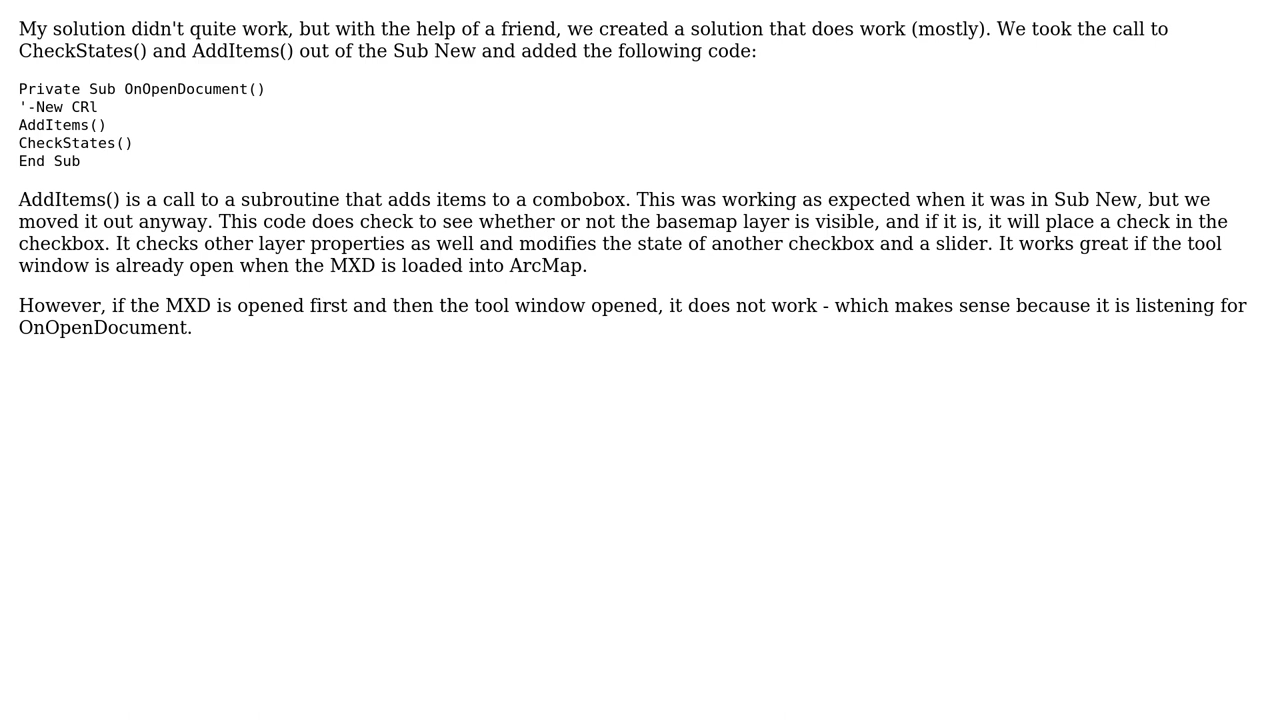 My solution didn't quite work, but with the help of a friend, we created a solution that does work (mostly). We took the call to
CheckStates() and AddItems() out of the Sub New and added the following code:
Private Sub OnOpenDocument()
'-New CRl
AddItems()
CheckStates()
End Sub
AddItems() is a call to a subroutine that adds items to a combobox. This was working as expected when it was in Sub New, but we
moved it out anyway. This code does check to see whether or not the basemap layer is visible, and if it is, it will place a check in the
checkbox. It checks other layer properties as well and modifies the state of another checkbox and a slider. It works great if the tool
window is already open when the MXD is loaded into ArcMap.
However, if the MXD is opened first and then the tool window opened, it does not work - which makes sense because it is listening for
OnOpenDocument.